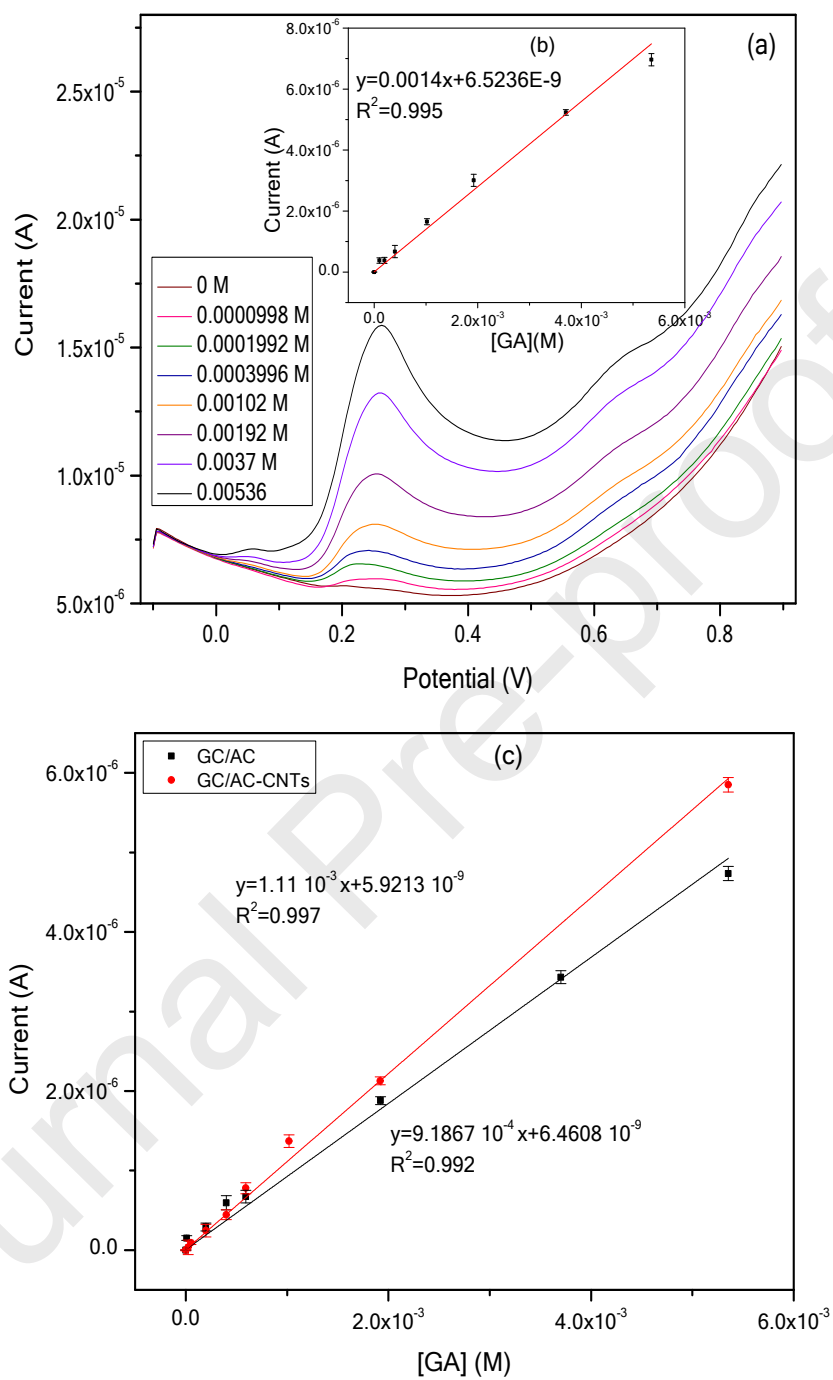 (a)
2.5x10⁻⁵
2.0x10⁻⁵
1.5x10⁻⁵
1.0x10⁻⁵
5.0x10⁻⁶
Current (A)
0.0 0.2 0.4 0.6 0.8
Potential (V)
0 M
0.0000998 M
0.0001992 M
0.0003996 M
0.00102 M
0.00192 M
0.0037 M
0.00536
(b)
y=0.0014x+6.5236E-9
R²=0.995
8.0x10⁻⁶
6.0x10⁻⁶
4.0x10⁻⁶
2.0x10⁻⁶
0.0
Current (A)
0.0 2.0x10⁻³ 4.0x10⁻³ 6.0x10⁻³
[GA](M)
(c)
GC/AC
GC/AC-CNTs
y=1.11 10⁻³ x+5.9213 10⁻⁹
R²=0.997
y=9.1867 10⁻⁴ x+6.4608 10⁻⁹
R²=0.992
6.0x10⁻⁶
4.0x10⁻⁶
2.0x10⁻⁶
0.0
Current (A)
0.0 2.0x10⁻³ 4.0x10⁻³ 6.0x10⁻³
[GA] (M)
urnal Pre-proof